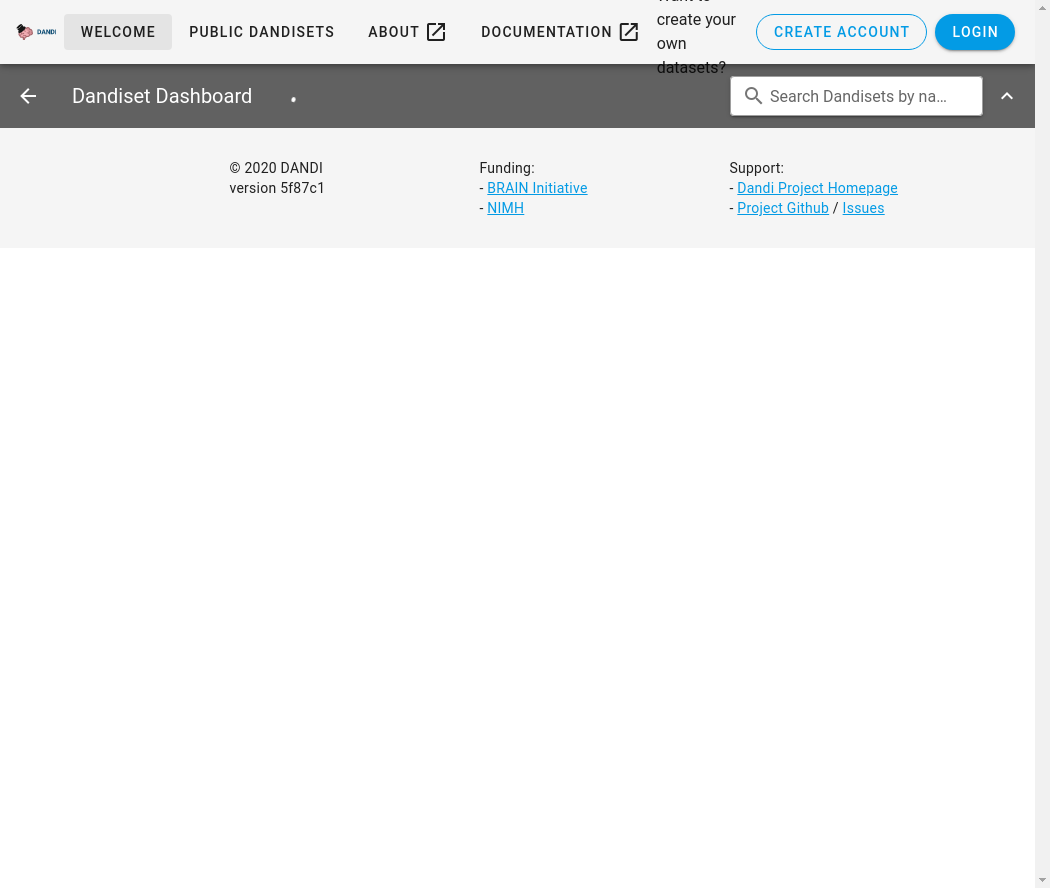 DANDI
WELCOME
PUBLIC DANDISETS
ABOUT
DOCUMENTATION
create your
own
datasets?
CREATE ACCOUNT
LOGIN
Dandiset Dashboard
Search Dandisets by na...
© 2020 DANDI
version 5f87c1
Funding:
- BRAIN Initiative
- NIMH
Support:
- Dandi Project Homepage
- Project Github / Issues